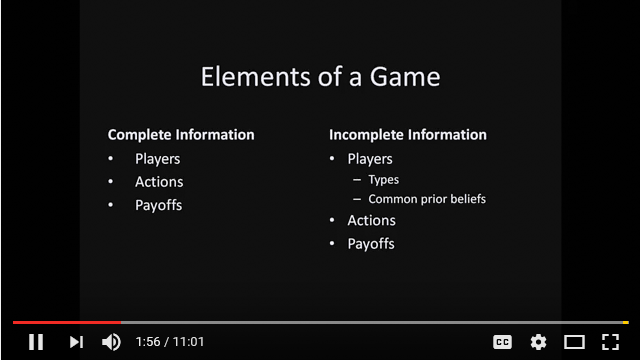 Elements of a Game
Complete Information
• Players
• Actions
• Payoffs
Incomplete Information
• Players
– Types
– Common prior beliefs
• Actions
• Payoffs
1:56 / 11:01
CC